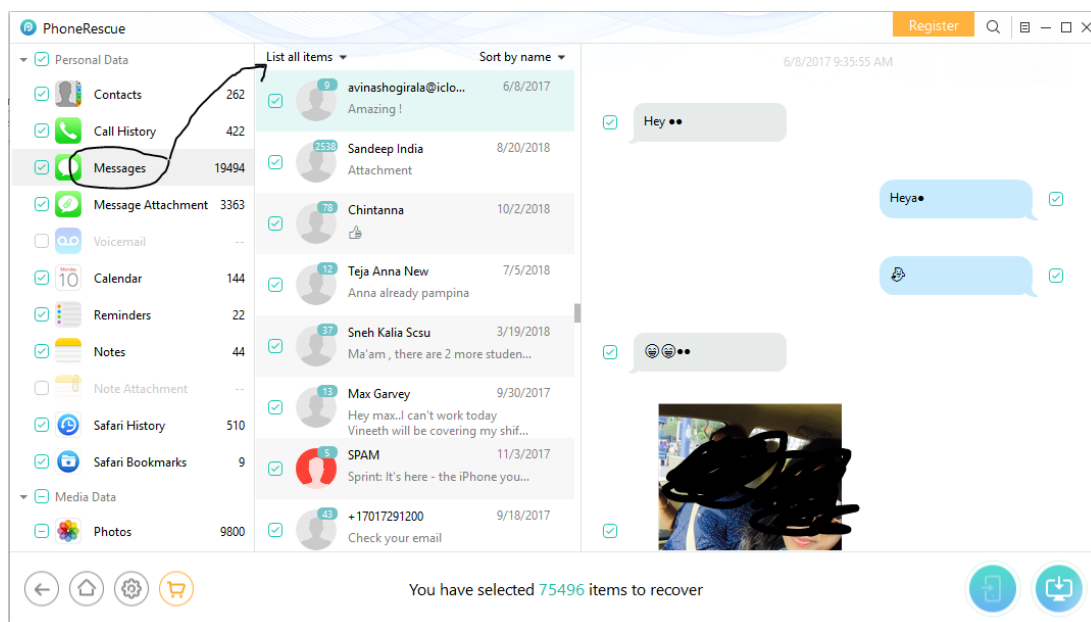 PhoneRescue
Register
Personal Data
Contacts 262
Call History 422
Messages 19494
Message Attachment 3363
Voicemail --
Calendar 144
Reminders 22
Notes 44
Note Attachment --
Safari History 510
Safari Bookmarks 9
Media Data
Photos 9800
List all items
Sort by name
9
avinashogirala@iclo... 6/8/2017
Amazing !
2538
Sandeep India 8/20/2018
Attachment
78
Chintanna 10/2/2018
12
Teja Anna New 7/5/2018
Anna already pampina
37
Sneh Kalia Scsu 3/19/2018
Ma'am , there are 2 more studen...
13
Max Garvey 9/30/2017
Hey max..I can't work today
Vineeth will be covering my shif...
5
SPAM 11/3/2017
Sprint: It's here - the iPhone you...
43
+17017291200 9/18/2017
Check your email
6/8/2017 9:35:55 AM
Hey ●●
Heya●
😁😁●●
You have selected 75496 items to recover